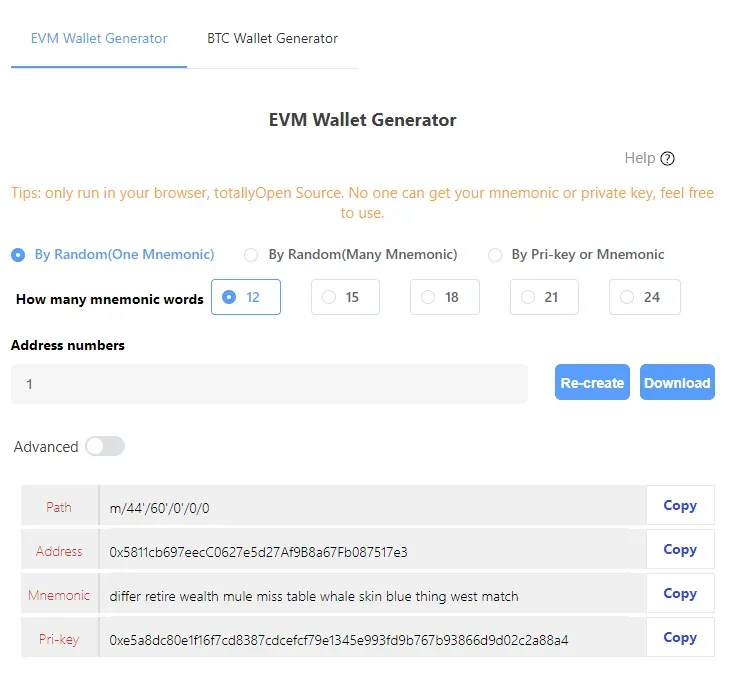 EVM Wallet Generator BTC Wallet Generator
EVM Wallet Generator
Help ?
Tips: only run in your browser, totallyOpen Source. No one can get your mnemonic or private key, feel free
to use.
By Random(One Mnemonic) By Random(Many Mnemonic) By Pri-key or Mnemonic
How many mnemonic words 12 15 18 21 24
Address numbers
1 Re-create Download
Advanced
Path m/44'/60'/0'/0/0 Copy
Address 0x5811cb697eecC0627e5d27Af9B8a67Fb087517e3 Copy
Mnemonic differ retire wealth mule miss table whale skin blue thing west match Copy
Pri-key 0xe5a8dc80e1f16f7cd8387cdcefcf79e1345e993fd9b767b93866d9d02c2a88a4 Copy